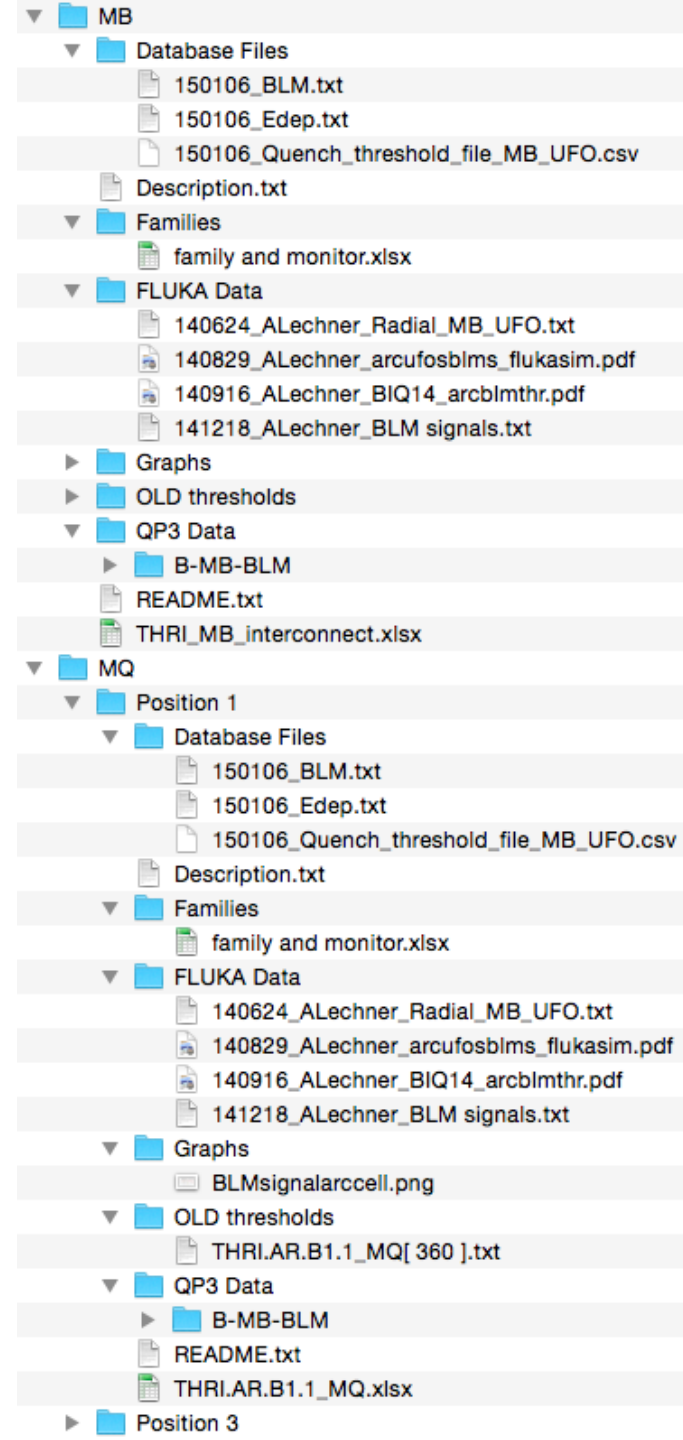 MB
Database Files
150106_BLM.txt
150106_Edep.txt
150106_Quench_threshold_file_MB_UFO.csv
Description.txt
Families
family and monitor.xlsx
FLUKA Data
140624_ALechner_Radial_MB_UFO.txt
140829_ALechner_arcufosblms_flukasim.pdf
140916_ALechner_BIQ14_arcblmthr.pdf
141218_ALechner_BLM signals.txt
Graphs
OLD thresholds
QP3 Data
B-MB-BLM
README.txt
THRI_MB_interconnect.xlsx
MQ
Position 1
Database Files
150106_BLM.txt
150106_Edep.txt
150106_Quench_threshold_file_MB_UFO.csv
Description.txt
Families
family and monitor.xlsx
FLUKA Data
140624_ALechner_Radial_MB_UFO.txt
140829_ALechner_arcufosblms_flukasim.pdf
140916_ALechner_BIQ14_arcblmthr.pdf
141218_ALechner_BLM signals.txt
Graphs
BLMsignalarccell.png
OLD thresholds
THRI.AR.B1.1_MQ[ 360 ].txt
QP3 Data
B-MB-BLM
README.txt
THRI.AR.B1.1_MQ.xlsx
Position 3